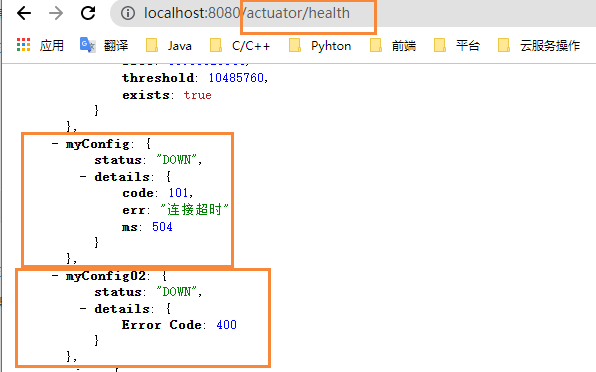 localhost:8080/actuator/health
应用 翻译 Java C/C++ Pyhton 前端 平台 云服务操作
threshold: 10485760,
exists: true
}
},
- myConfig: {
status: "DOWN",
- details: {
code: 101,
err: "连接超时"
ms: 504
}
},
- myConfig02: {
status: "DOWN",
- details: {
Error Code: 400
}
},